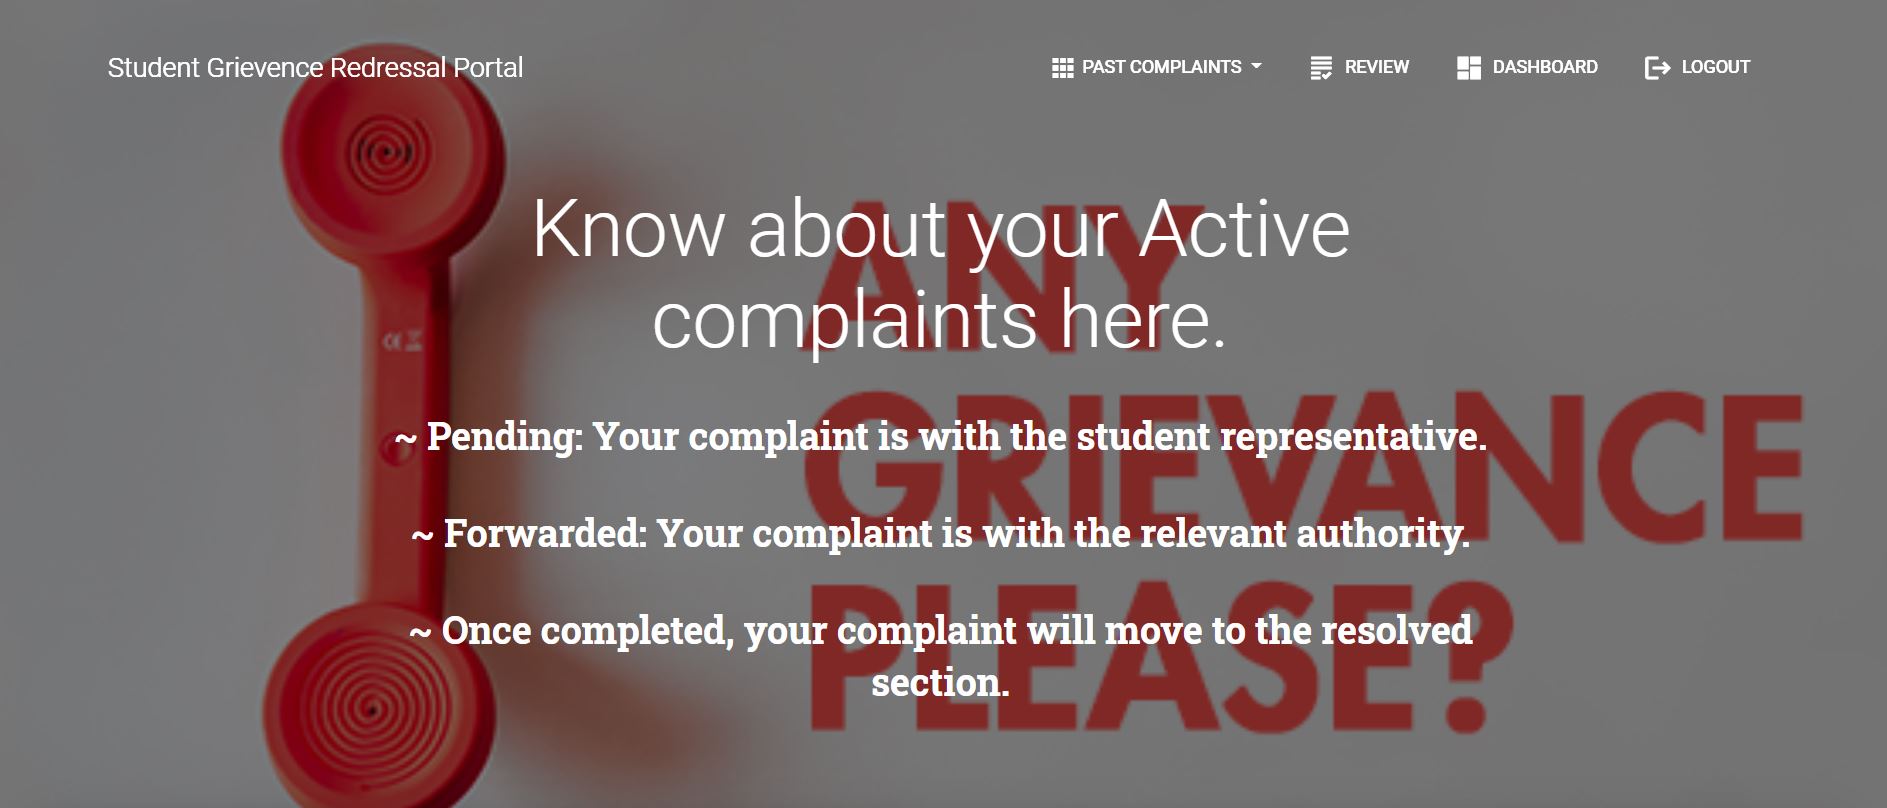 Student Grievence Redressal Portal
PAST COMPLAINTS
REVIEW
DASHBOARD
LOGOUT
Know about your Active
complaints here.
~ Pending: Your complaint is with the student representative.
~ Forwarded: Your complaint is with the relevant authority.
~ Once completed, your complaint will move to the resolved
section.
ANY
GRIEVANCE
PLEASE?
CE